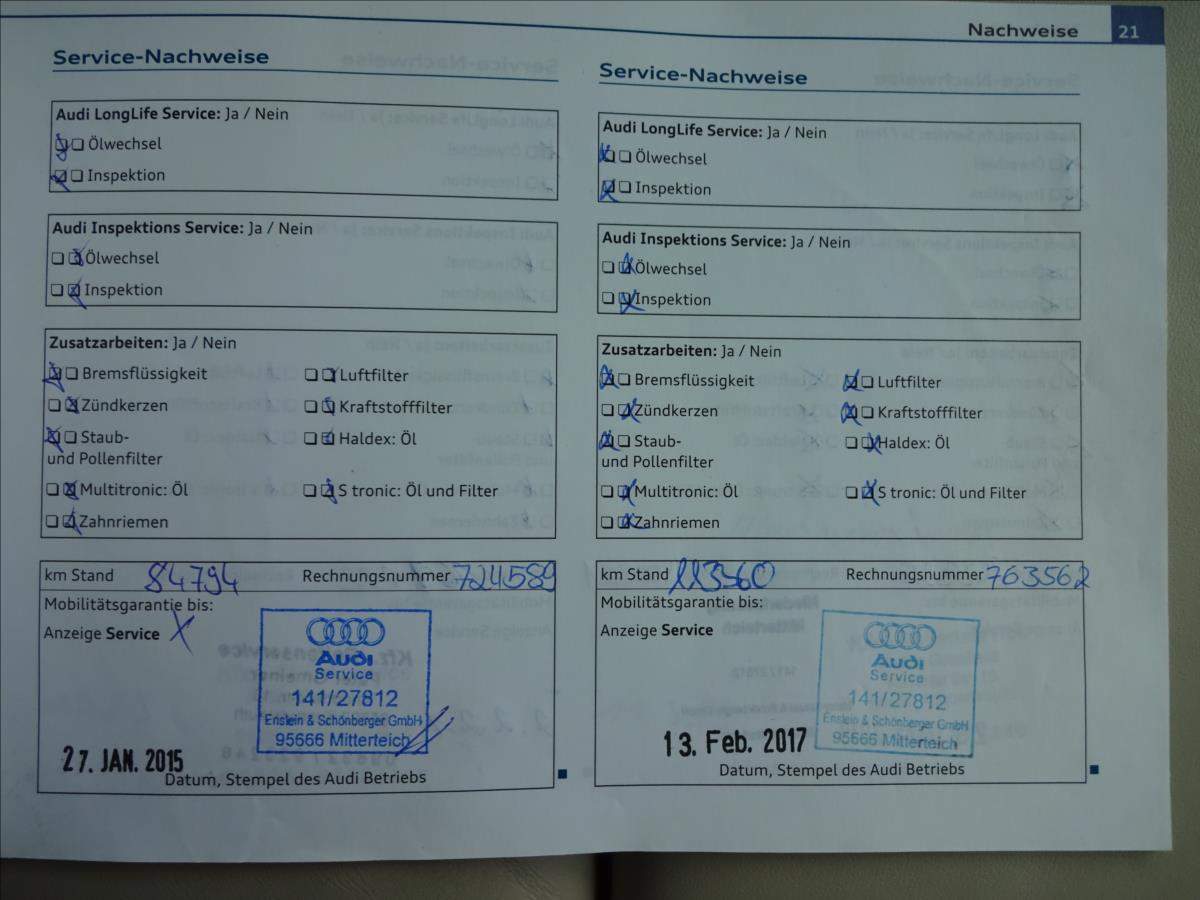 Nachweise 21
Service-Nachweise
Audi LongLife Service: Ja / Nein
Ölwechsel
Inspektion
Audi Inspektions Service: Ja / Nein
Ölwechsel
Inspektion
Zusatzarbeiten: Ja / Nein
Bremsflüssigkeit Luftfilter
Zündkerzen Kraftstofffilter
Staub- Haldex: Öl
und Pollenfilter
Multitronic: Öl S tronic: Öl und Filter
Zahnriemen
km Stand 84794 Rechnungsnummer 724589
Mobilitätsgarantie bis:
Anzeige Service X
Audi
Service
141/27812
Enslein & Schönberger GmbH
95666 Mitterteich
27. JAN. 2015
Datum, Stempel des Audi Betriebs
Service-Nachweise
Audi LongLife Service: Ja / Nein
Ölwechsel
Inspektion
Audi Inspektions Service: Ja / Nein
Ölwechsel
Inspektion
Zusatzarbeiten: Ja / Nein
Bremsflüssigkeit Luftfilter
Zündkerzen Kraftstofffilter
Staub- Haldex: Öl
und Pollenfilter
Multitronic: Öl S tronic: Öl und Filter
Zahnriemen
km Stand 113560 Rechnungsnummer 763562
Mobilitätsgarantie bis:
Anzeige Service
Audi
Service
141/27812
Enslein & Schönberger GmbH
95666 Mitterteich
13. Feb. 2017
Datum, Stempel des Audi Betriebs